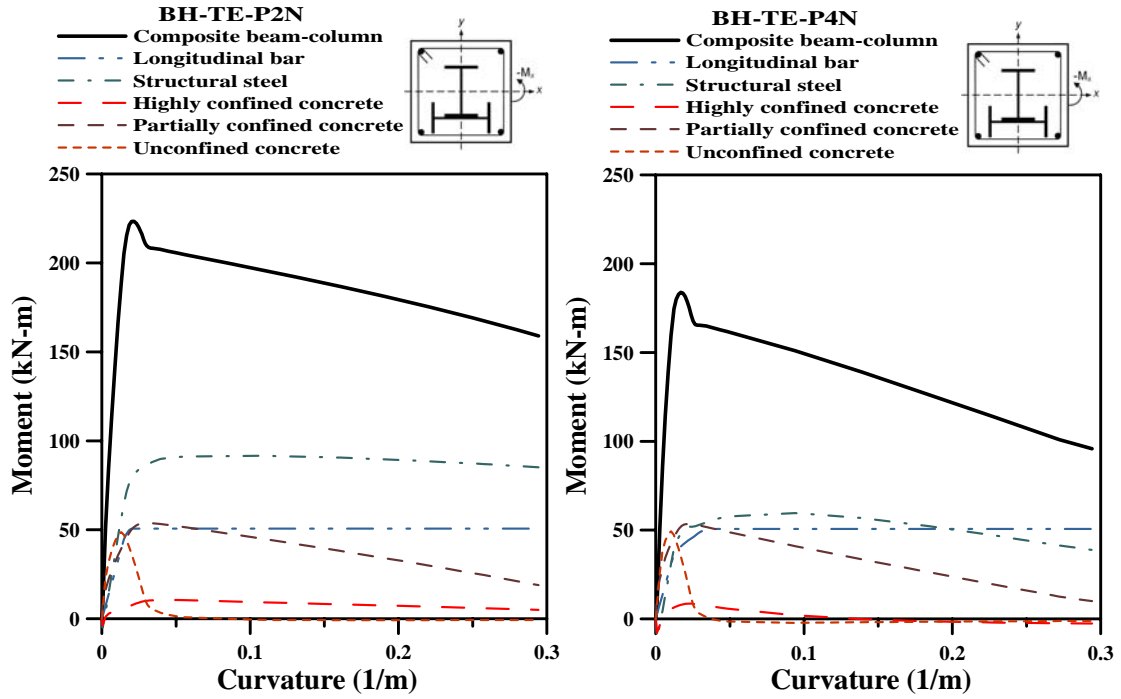 BH-TE-P2N
Composite beam-column
Longitudinal bar
Structural steel
Highly confined concrete
Partially confined concrete
Unconfined concrete
y
-Mx
x
250
200
150
100
50
0
Moment (kN-m)
0
0.1
0.2
0.3
Curvature (1/m)
BH-TE-P4N
Composite beam-column
Longitudinal bar
Structural steel
Highly confined concrete
Partially confined concrete
Unconfined concrete
y
-Mx
x
250
200
150
100
50
0
Moment (kN-m)
0
0.1
0.2
0.3
Curvature (1/m)